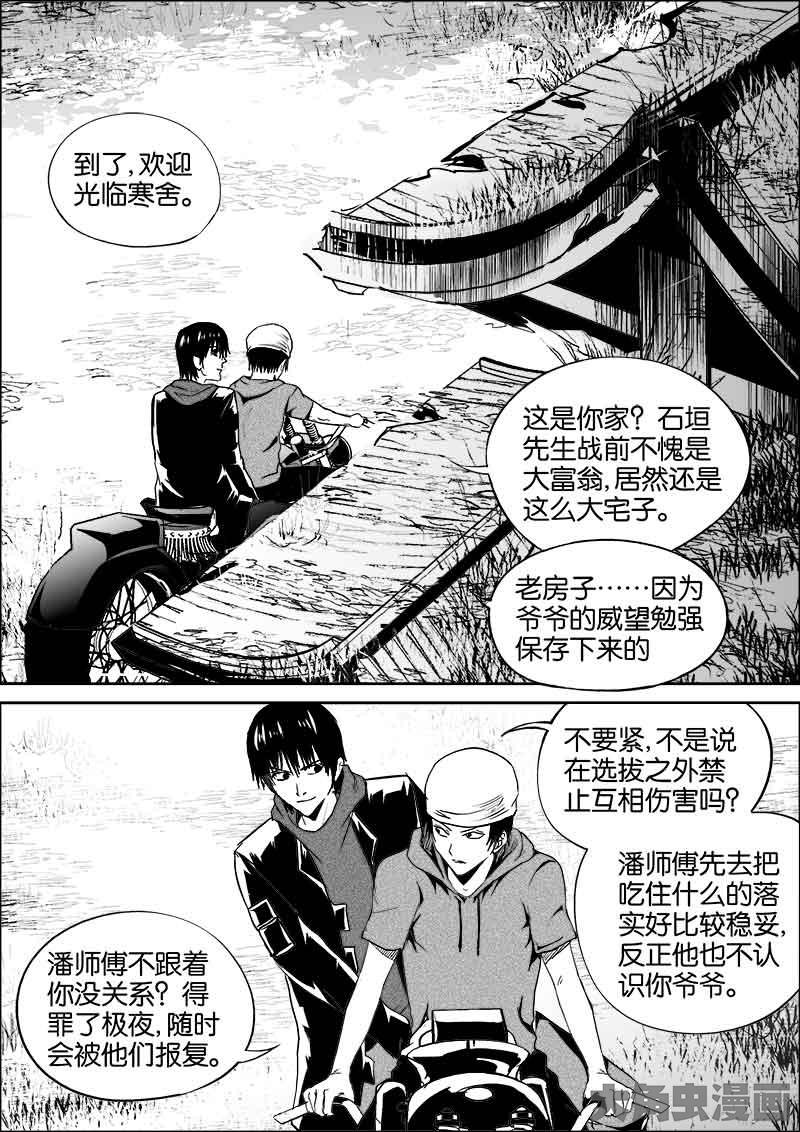 到了,欢迎
光临寒舍。
这是你家？石垣
先生战前不愧是
大富翁,居然还是
这么大宅子。
老房子……因为
爷爷的威望勉强
保存下来的
不要紧,不是说
在选拔之外禁
止互相伤害吗？
潘师傅先去把
吃住什么的落
实好比较稳妥,
反正他也不认
识你爷爷。
潘师傅不跟着
你没关系？得
罪了极夜,随时
会被他们报复。
大角虫漫画